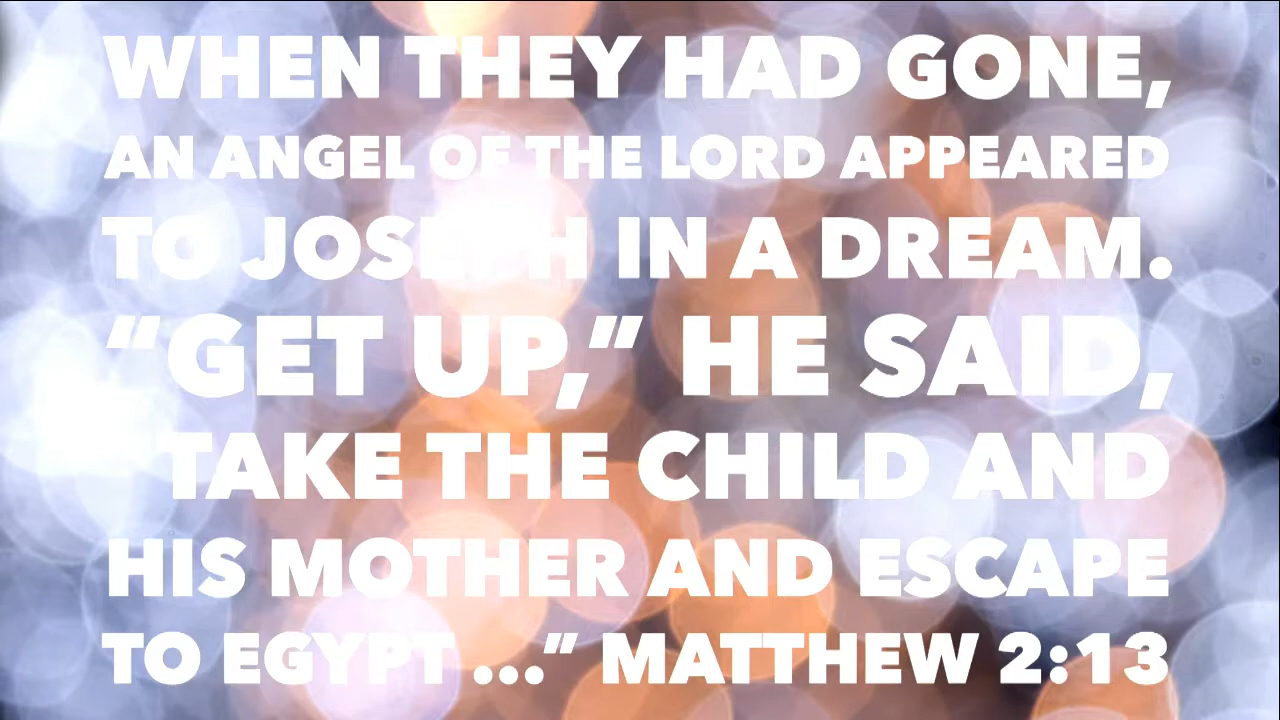 WHEN THEY HAD GONE,
AN ANGEL OF THE LORD APPEARED
TO JOSEPH IN A DREAM.
“GET UP,” HE SAID,
“TAKE THE CHILD AND
HIS MOTHER AND ESCAPE
TO EGYPT ...” MATTHEW 2:13